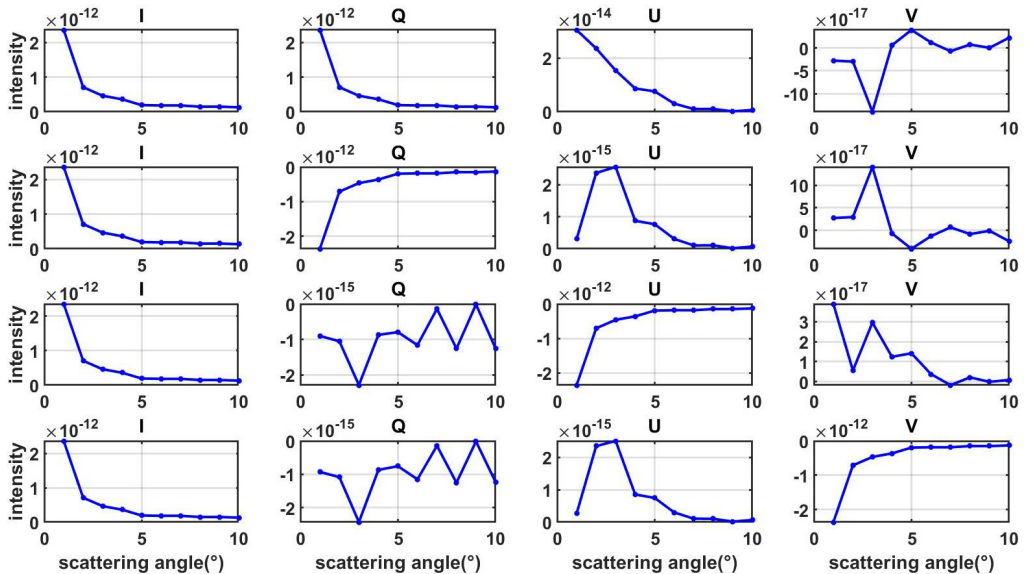 ×10⁻¹² I ×10⁻¹² Q ×10⁻¹⁴ U ×10⁻¹⁷ V
intensity
2 1 0
2 1 0
2 0
0 -5 -10
0 5 10 0 5 10 0 5 10 0 5 10
×10⁻¹² I ×10⁻¹² Q ×10⁻¹⁵ U ×10⁻¹⁷ V
intensity
2 1 0
0 -1 -2
2 1 0
10 5 0
0 5 10 0 5 10 0 5 10 0 5 10
×10⁻¹² I ×10⁻¹⁵ Q ×10⁻¹² U ×10⁻¹⁷ V
intensity
2 1 0
0 -1 -2
0 -1 -2
3 2 1 0
0 5 10 0 5 10 0 5 10 0 5 10
×10⁻¹² I ×10⁻¹⁵ Q ×10⁻¹⁵ U ×10⁻¹² V
intensity
2 1 0
0 -1 -2
2 1 0
0 -1 -2
0 5 10 0 5 10 0 5 10 0 5 10
scattering angle(°) scattering angle(°) scattering angle(°) scattering angle(°)